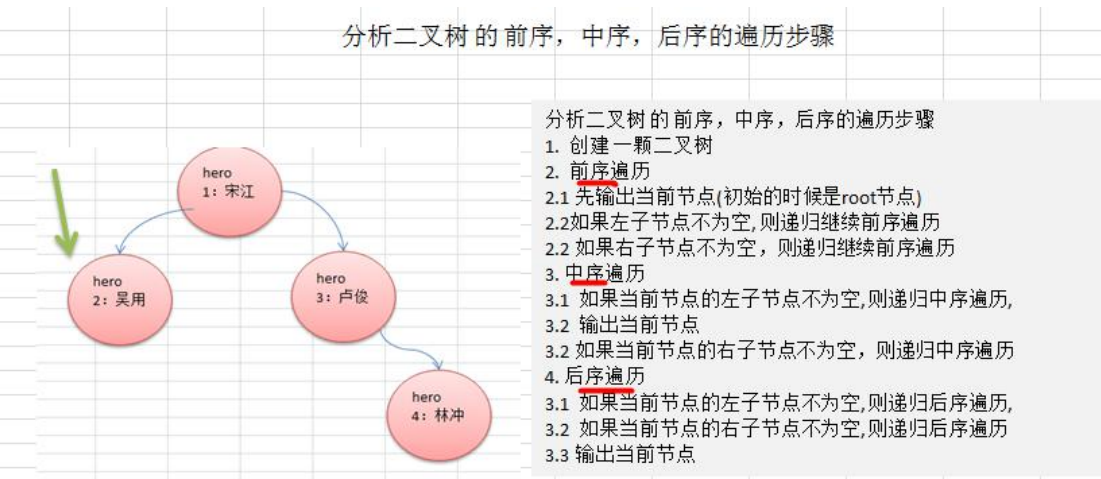 分析二叉树的前序，中序，后序的遍历步骤
hero
1：宋江
hero
2：吴用
hero
3：卢俊
hero
4：林冲
分析二叉树的前序，中序，后序的遍历步骤
1. 创建一颗二叉树
2. 前序遍历
2.1 先输出当前节点(初始的时候是root节点)
2.2如果左子节点不为空,则递归继续前序遍历
2.2 如果右子节点不为空，则递归继续前序遍历
3. 中序遍历
3.1 如果当前节点的左子节点不为空,则递归中序遍历,
3.2 输出当前节点
3.2 如果当前节点的右子节点不为空，则递归中序遍历
4. 后序遍历
3.1 如果当前节点的左子节点不为空,则递归后序遍历,
3.2 如果当前节点的右子节点不为空,则递归后序遍历
3.3 输出当前节点